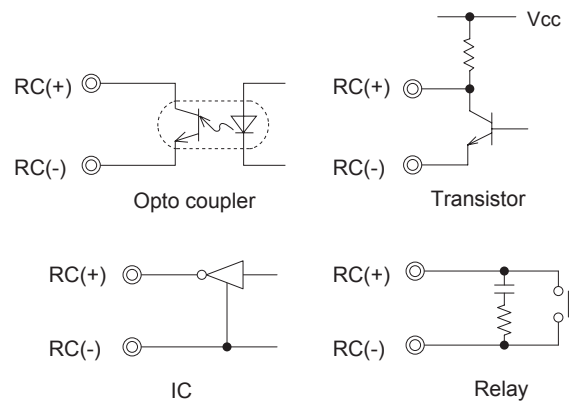 Vcc
RC(+)
RC(+)
RC(-)
RC(-)
Opto coupler
Transistor
RC(+)
RC(+)
RC(-)
RC(-)
IC
Relay